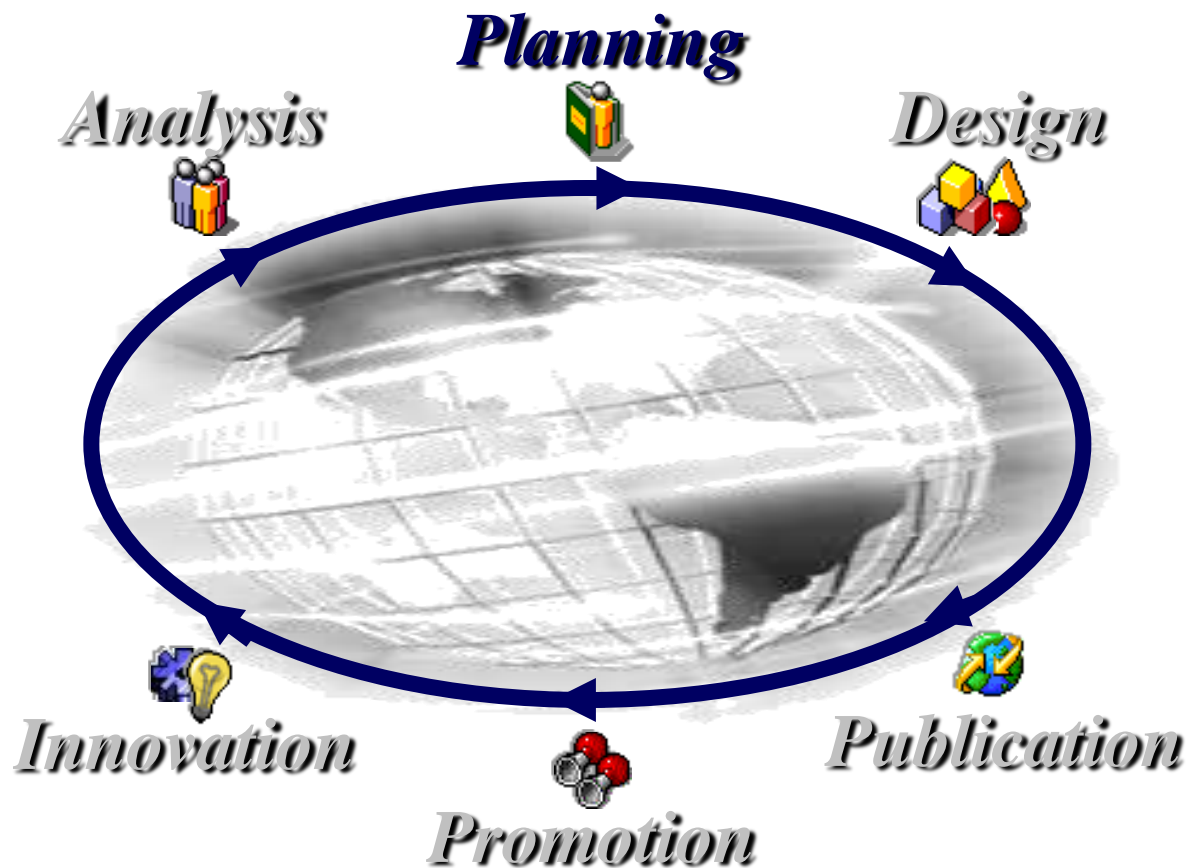 Planning
Analysis
Design
Innovation
Publication
Promotion